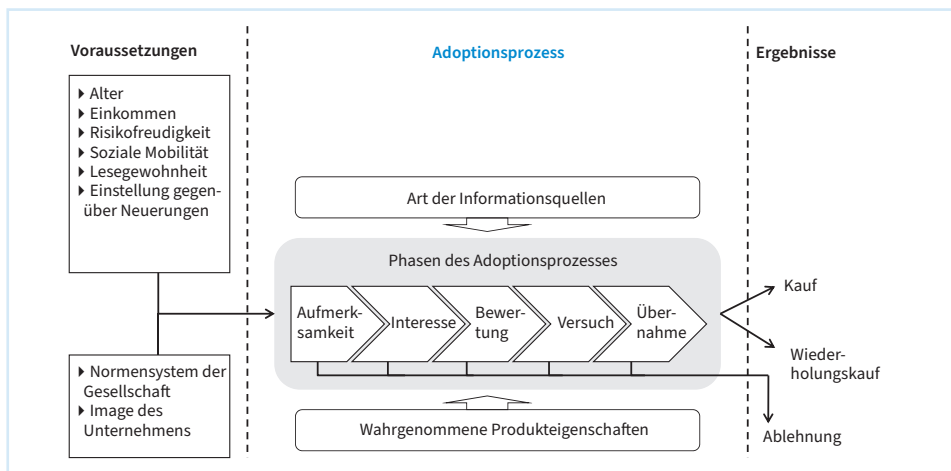 Voraussetzungen
Adoptionsprozess
Ergebnisse
Alter
Einkommen
Risikofreudigkeit
Soziale Mobilität
Lesegewohnheit
Einstellung gegen-
über Neuerungen
Art der Informationsquellen
Phasen des Adoptionsprozesses
Aufmerk-
samkeit
Interesse
Bewer-
tung
Versuch
Über-
nahme
Kauf
Wieder-
holungskauf
Ablehnung
Normensystem der
Gesellschaft
Image des
Unternehmens
Wahrgenommene Produkteigenschaften